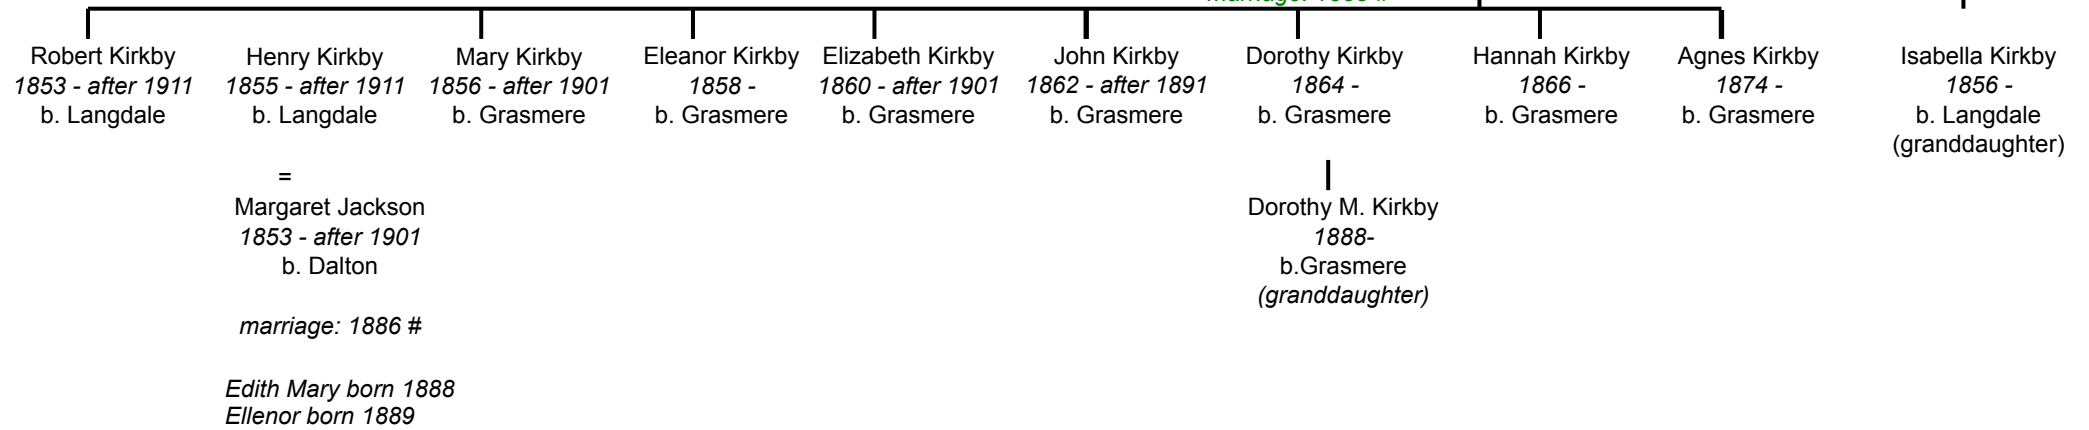 Robert Kirkby
1853 - after 1911
b. Langdale
Henry Kirkby
1855 - after 1911
b. Langdale
=
Margaret Jackson
1853 - after 1901
b. Dalton
marriage: 1886 #
Edith Mary born 1888
Ellenor born 1889
Mary Kirkby
1856 - after 1901
b. Grasmere
Eleanor Kirkby
1858 -
b. Grasmere
Elizabeth Kirkby
1860 - after 1901
b. Grasmere
John Kirkby
1862 - after 1891
b. Grasmere
Dorothy Kirkby
1864 -
b. Grasmere
Dorothy M. Kirkby
1888-
b.Grasmere
(granddaughter)
Hannah Kirkby
1866 -
b. Grasmere
Agnes Kirkby
1874 -
b. Grasmere
Isabella Kirkby
1856 -
b. Langdale
(granddaughter)